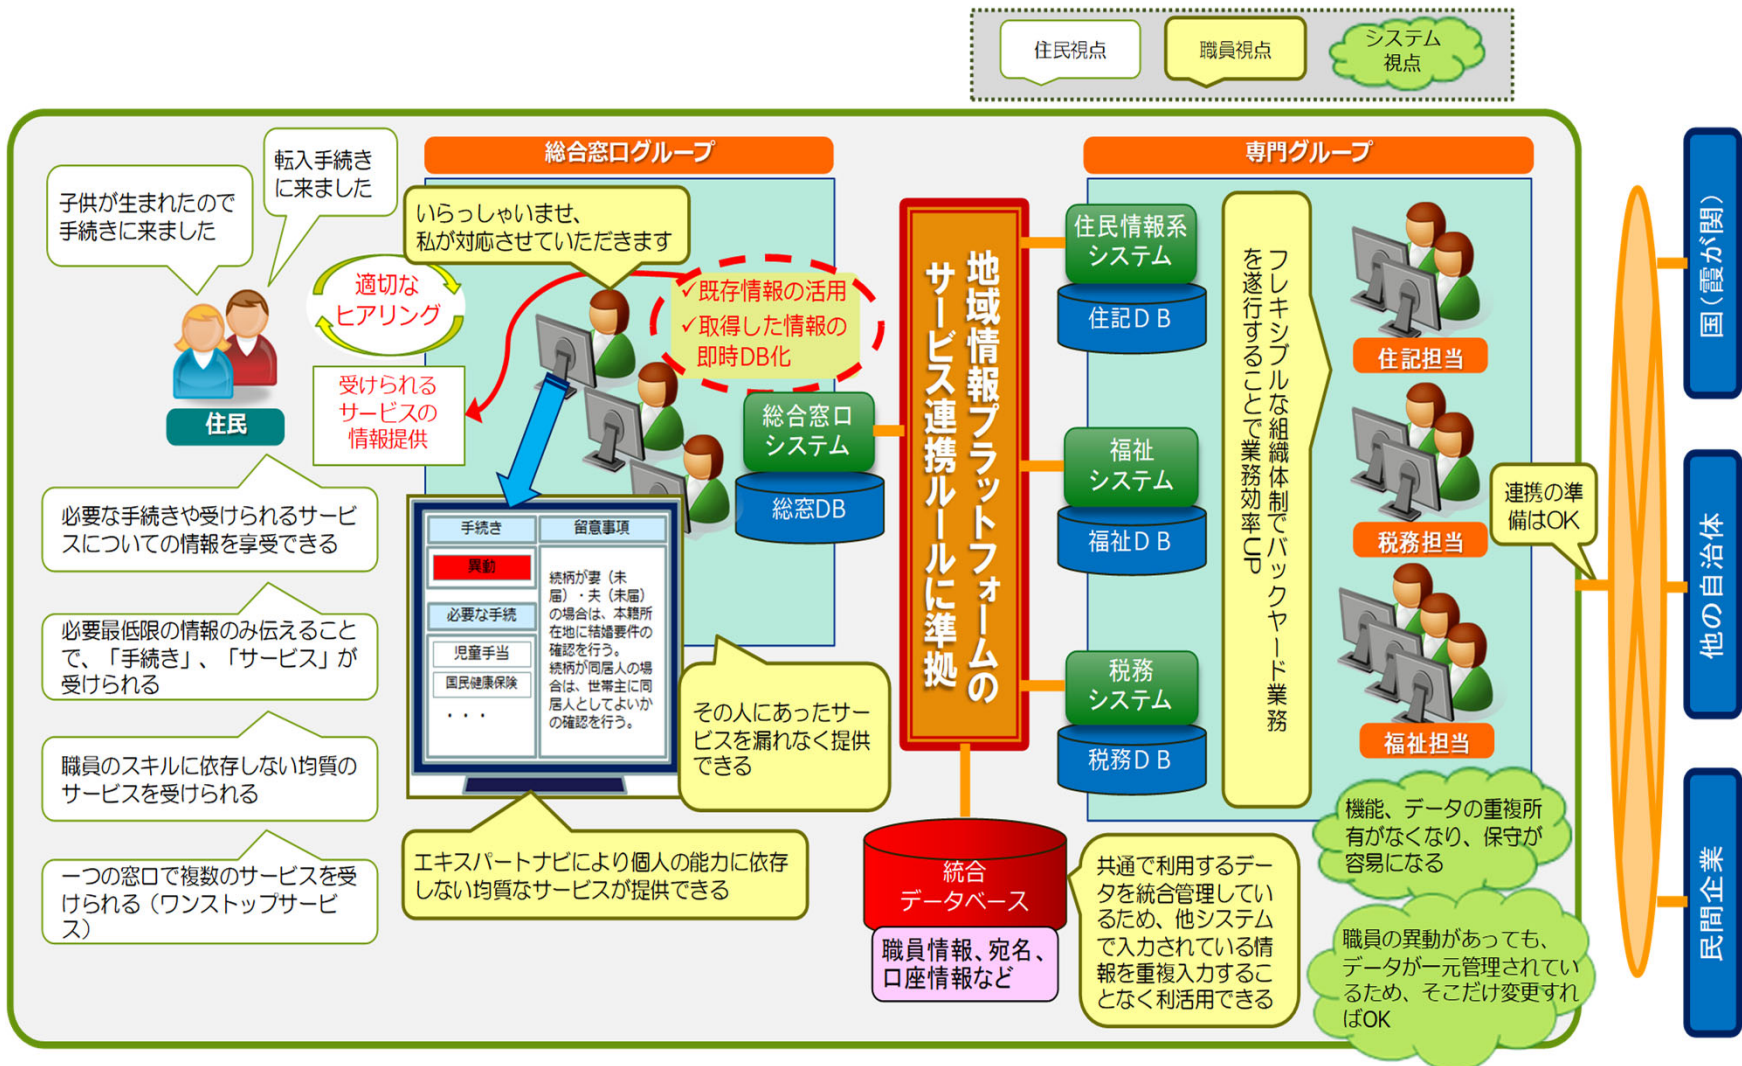 住民視点
職員視点
システム
視点
子供が生まれたので
手続きに来ました
転入手続き
に来ました
適切な
ヒアリング
受けられる
サービスの
情報提供
住民
必要な手続きや受けられるサービ
スについての情報を享受できる
必要最低限の情報のみ伝えること
で、「手続き」、「サービス」が
受けられる
職員のスキルに依存しない均質の
サービスを受けられる
一つの窓口で複数のサービスを受
けられる（ワンストップサービ
ス）
総合窓口グループ
いらっしゃいませ、
私が対応させていただきます
✓既存情報の活用
✓取得した情報の
即時DB化
総合窓口
システム
総窓DB
手続き
留意事項
異動
必要な手続
児童手当
国民健康保険
・・・
続柄が妻（未
届）・夫（未届）
の場合は、本籍所
在地に結婚要件の
確認を行う。
続柄が同居人の場
合は、世帯主に同
居人としてよいか
の確認を行う。
その人にあったサー
ビスを漏れなく提供
できる
エキスパートナビにより個人の能力に依存
しない均質なサービスが提供できる
地域情報プラットフォームの
サービス連携ルールに準拠
統合
データベース
職員情報、宛名、
口座情報など
共通で利用するデー
タを統合管理してい
るため、他システム
で入力されている情
報を重複入力するこ
となく利活用できる
専門グループ
住民情報系
システム
住記ＤＢ
福祉
システム
福祉ＤＢ
税務
システム
税務ＤＢ
フレキシブルな組織体制でバックヤード業務
を遂行することで業務効率UP
住記担当
税務担当
福祉担当
機能、データの重複所
有がなくなり、保守が
容易になる
職員の異動があっても、
データが一元管理されてい
るため、そこだけ変更すれ
ばOK
連携の準
備はOK
国（霞が関）
他の自治体
民間企業